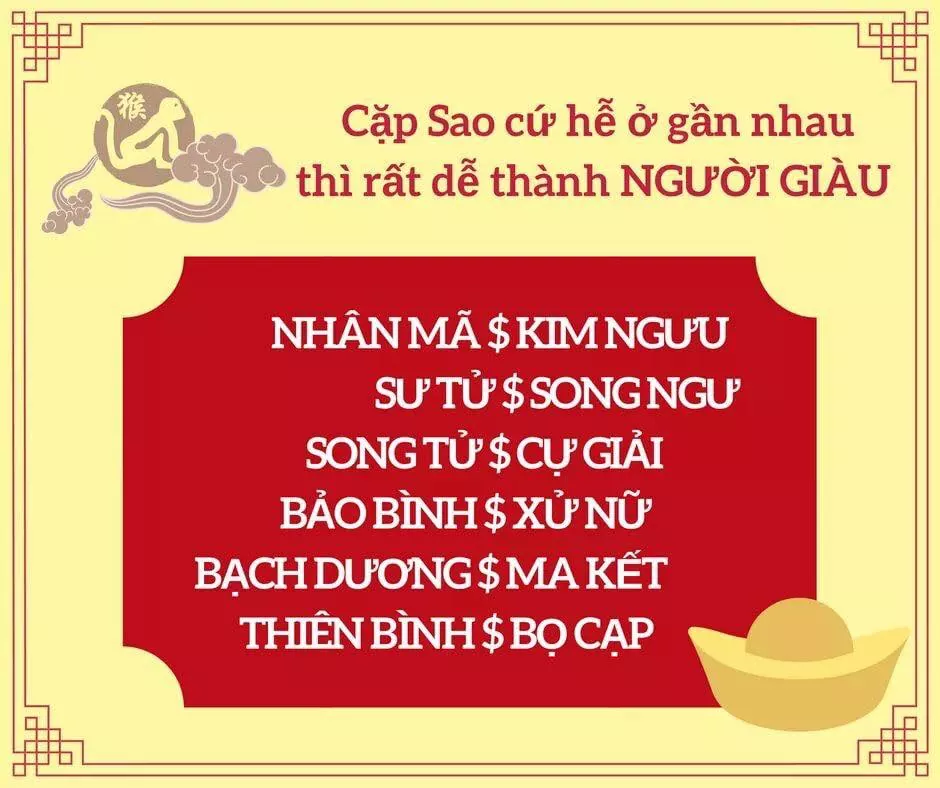 猴
Cặp Sao cứ hễ ở gần nhau
thì rất dễ thành NGƯỜI GIÀU
NHÂN MÃ $ KIM NGƯU
SƯ TỬ $ SONG NGƯ
SONG TỬ $ CỰ GIẢI
BẢO BÌNH $ XỬ NỮ
BẠCH DƯƠNG $ MA KẾT
THIÊN BÌNH $ BỌ CẠP